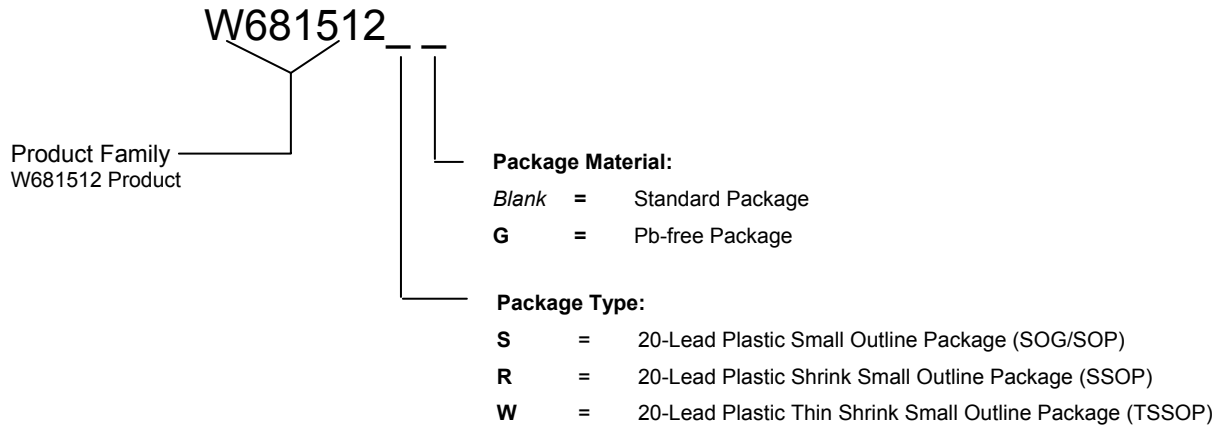 W681512_ _
Product Family
W681512 Product
Package Material:
Blank = Standard Package
G = Pb-free Package
Package Type:
S = 20-Lead Plastic Small Outline Package (SOG/SOP)
R = 20-Lead Plastic Shrink Small Outline Package (SSOP)
W = 20-Lead Plastic Thin Shrink Small Outline Package (TSSOP)